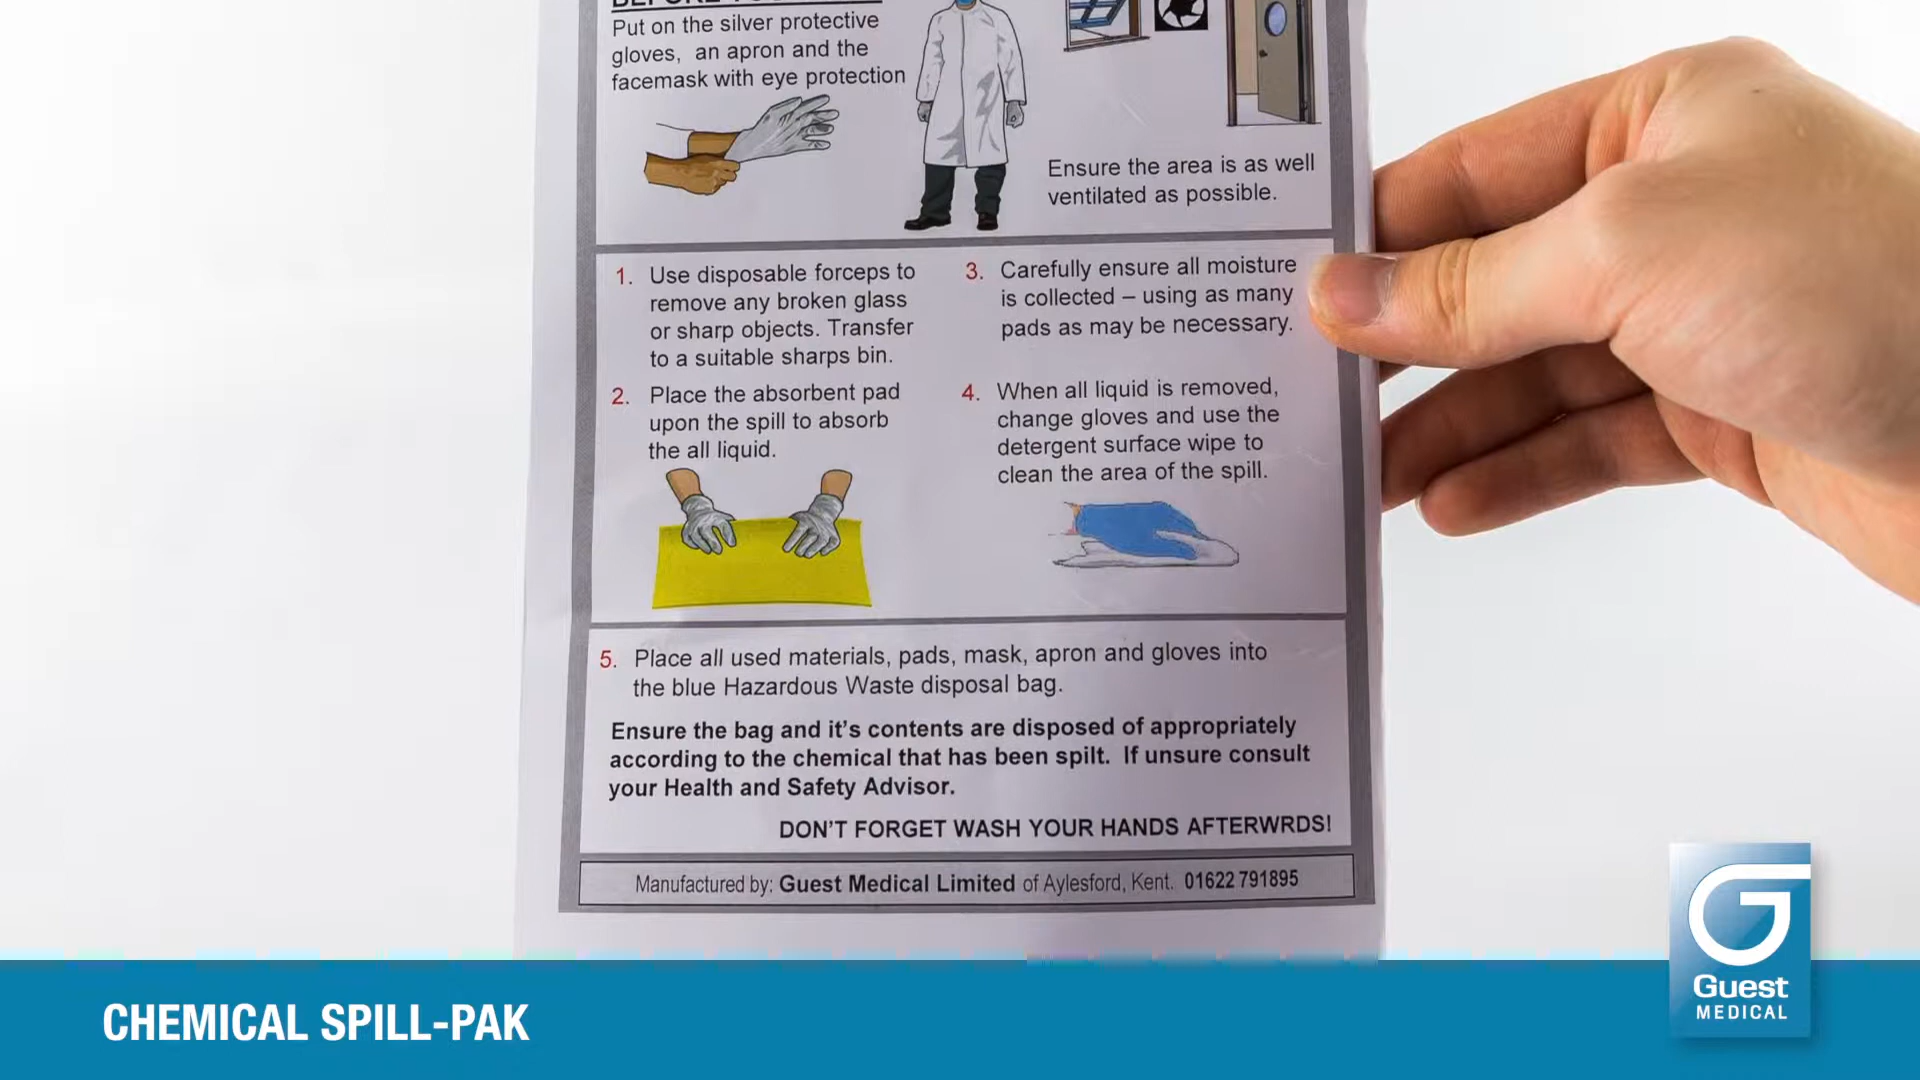 Put on the silver protective
gloves, an apron and the
facemask with eye protection
Ensure the area is as well
ventilated as possible.
1. Use disposable forceps to
remove any broken glass
or sharp objects. Transfer
to a suitable sharps bin.
2. Place the absorbent pad
upon the spill to absorb
the all liquid.
3. Carefully ensure all moisture
is collected – using as many
pads as may be necessary.
4. When all liquid is removed,
change gloves and use the
detergent surface wipe to
clean the area of the spill.
5. Place all used materials, pads, mask, apron and gloves into
the blue Hazardous Waste disposal bag.
Ensure the bag and it's contents are disposed of appropriately
according to the chemical that has been spilt. If unsure consult
your Health and Safety Advisor.
DON'T FORGET WASH YOUR HANDS AFTERWRDS!
Manufactured by: Guest Medical Limited of Aylesford, Kent. 01622 791895
CHEMICAL SPILL-PAK
Guest
MEDICAL